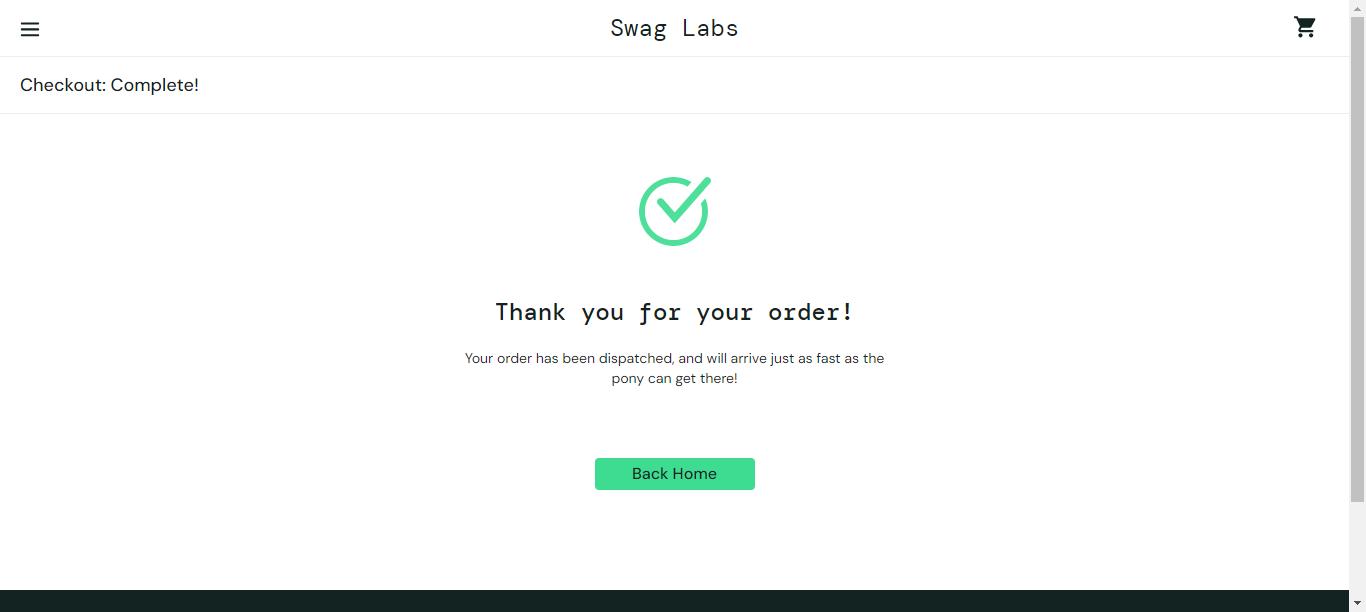 Swag Labs
Checkout: Complete!
Thank you for your order!
Your order has been dispatched, and will arrive just as fast as the
pony can get there!
Back Home